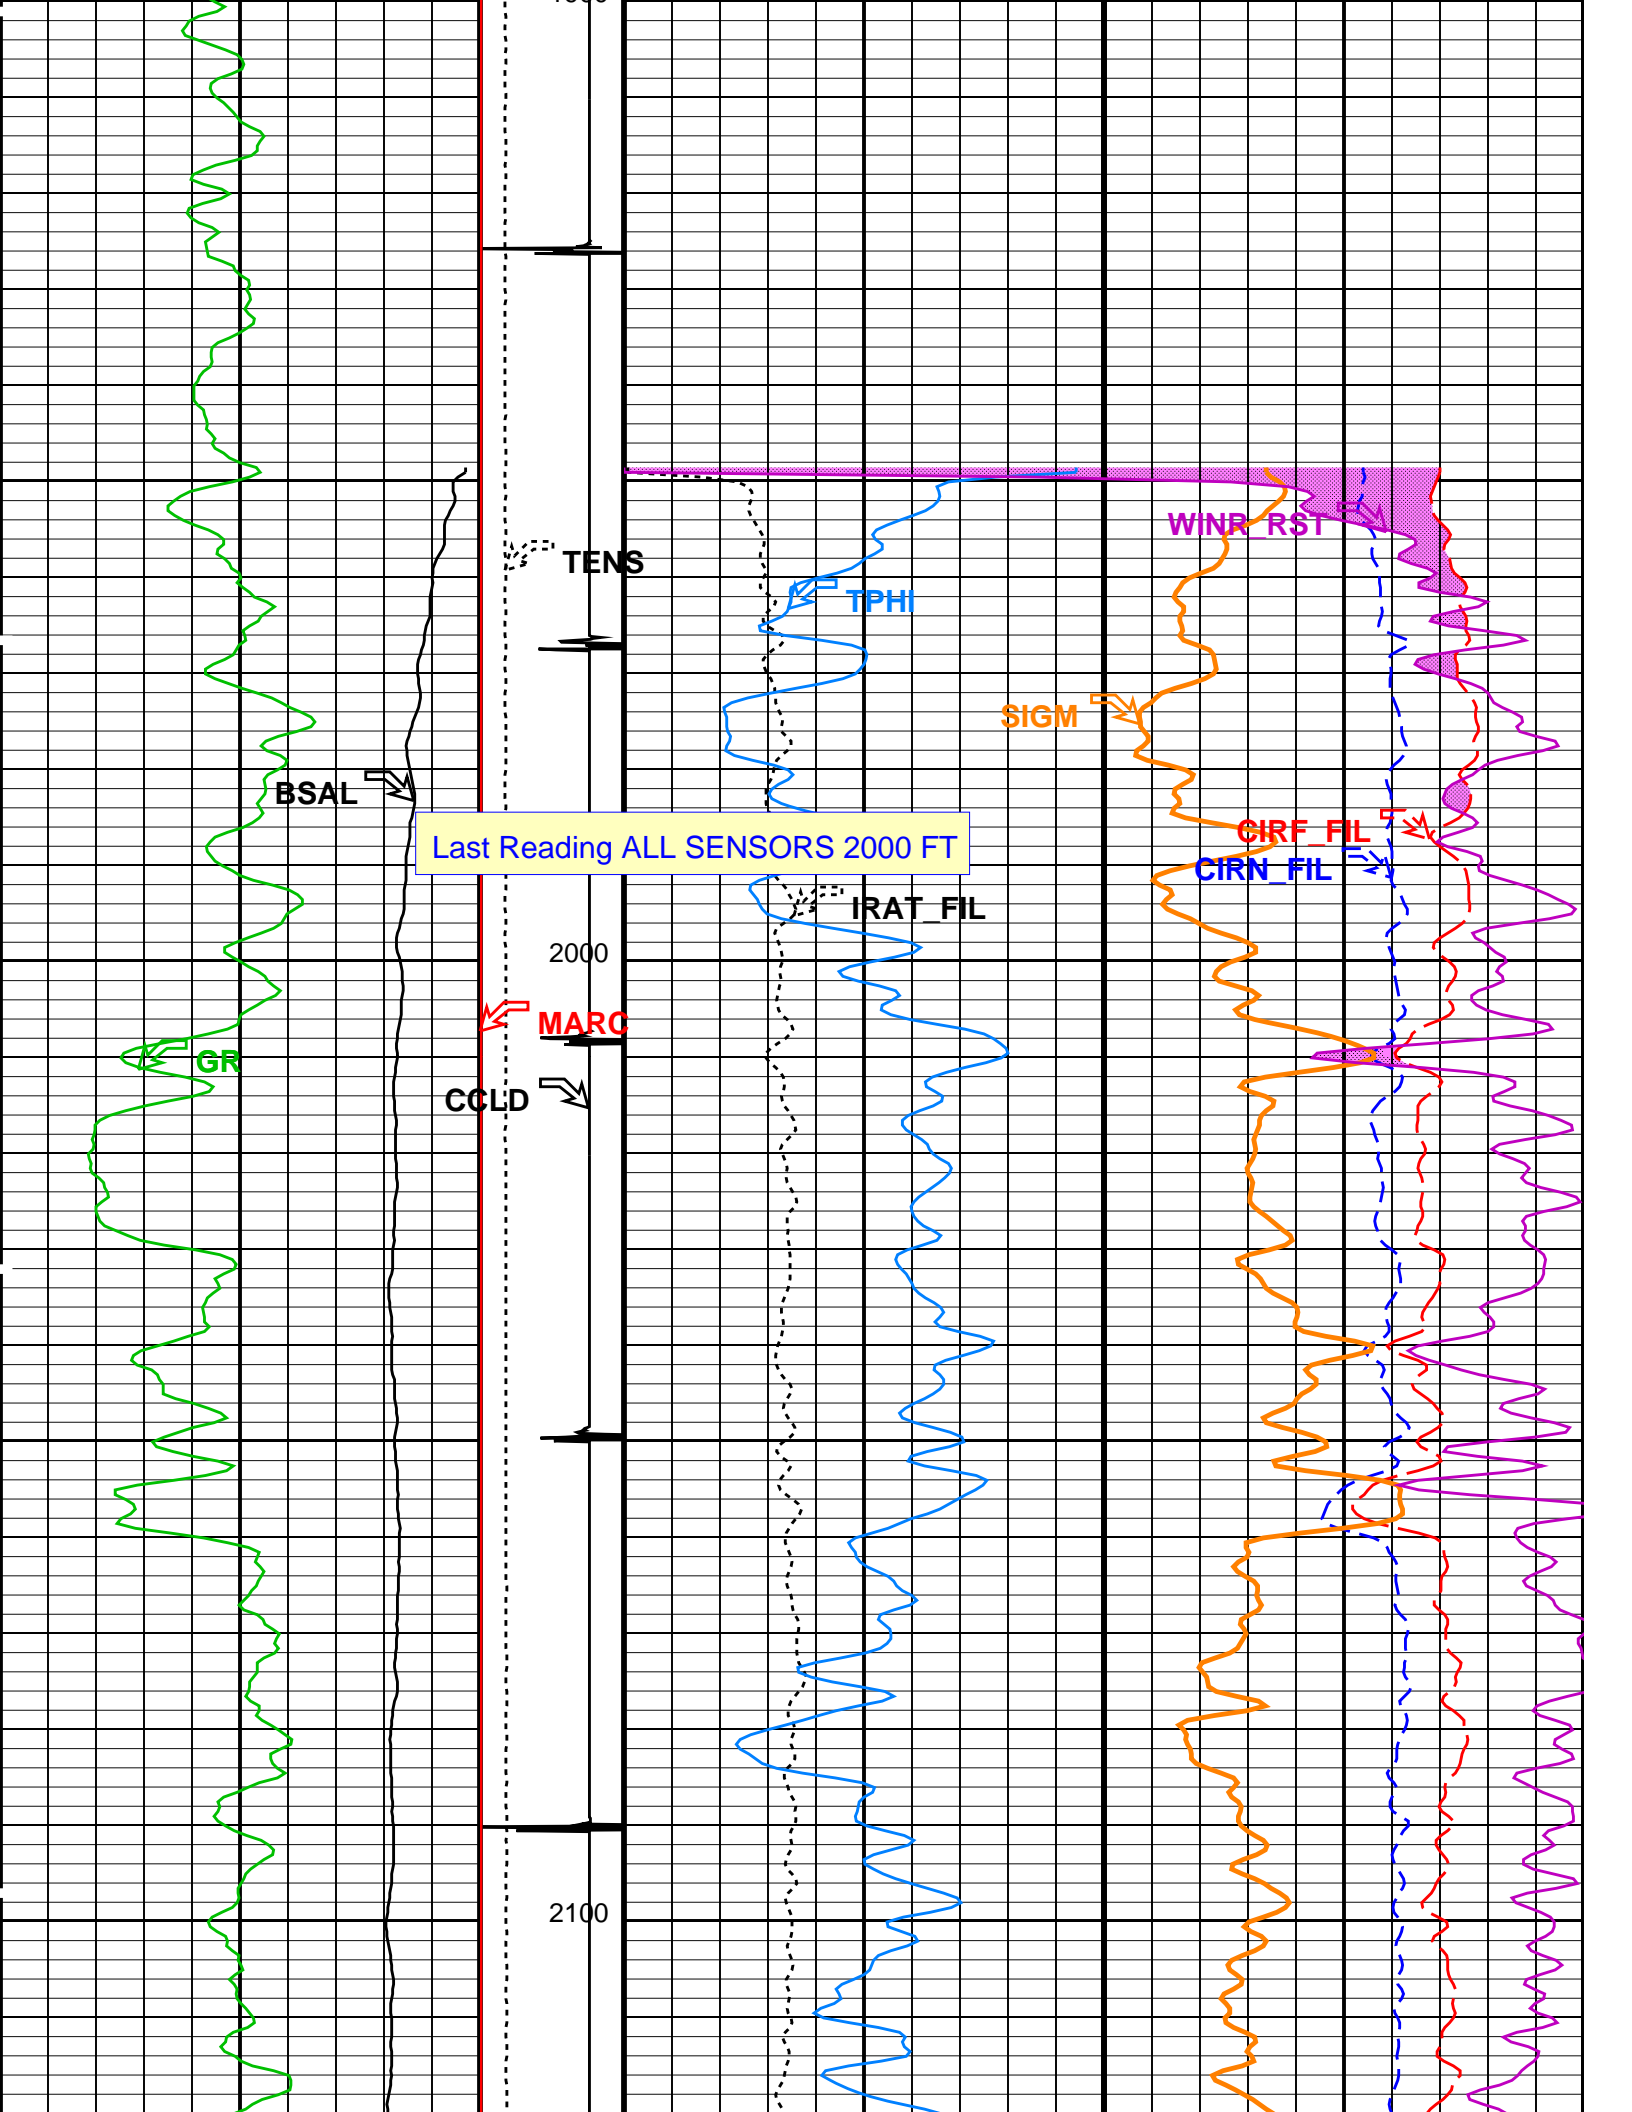 WINR_RST
TENS
TPHI
SIGM
BSAL
CIRF_FIL
Last Reading ALL SENSORS 2000 FT
CIRN_FIL
IRAT_FIL
2000
MARC
GR
CCLD
2100